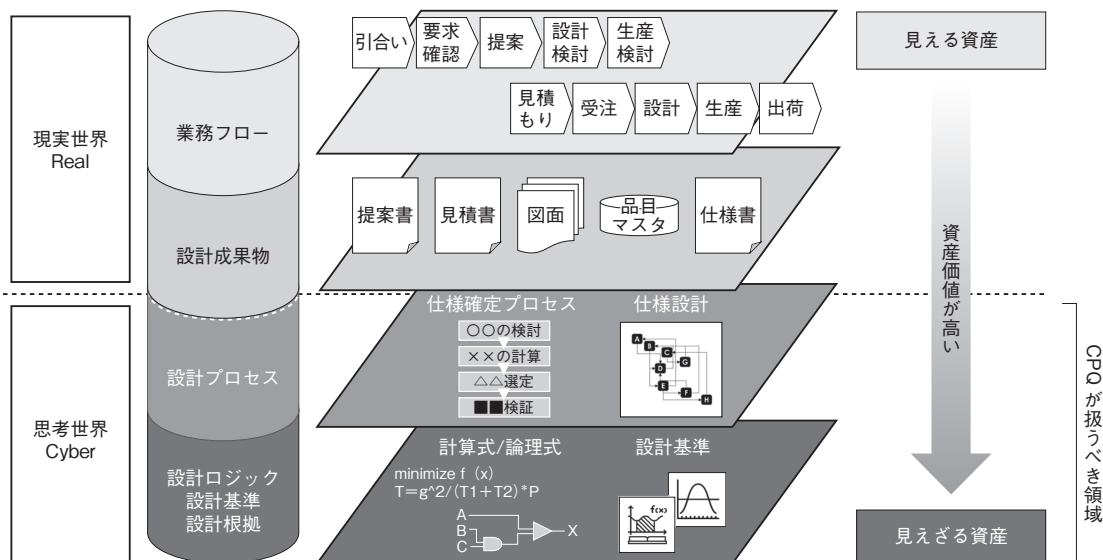 現実世界
Real
思考世界
Cyber
業務フロー
設計成果物
設計プロセス
設計ロジック
設計基準
設計根拠
引合い
要求
確認
提案
設計
検討
生産
検討
見積
もり
受注
設計
生産
出荷
提案書
見積書
図面
品目
マスタ
仕様書
仕様確定プロセス
○○の検討
××の計算
△△選定
■■検証
仕様設計
A
B
C
G
D
E
F
H
計算式/論理式
minimize f（x）
T＝g^2/(T1＋T2)*P
A
B
C
X
設計基準
f(x)
見える資産
資産価値が高い
見えざる資産
CPQが扱うべき領域